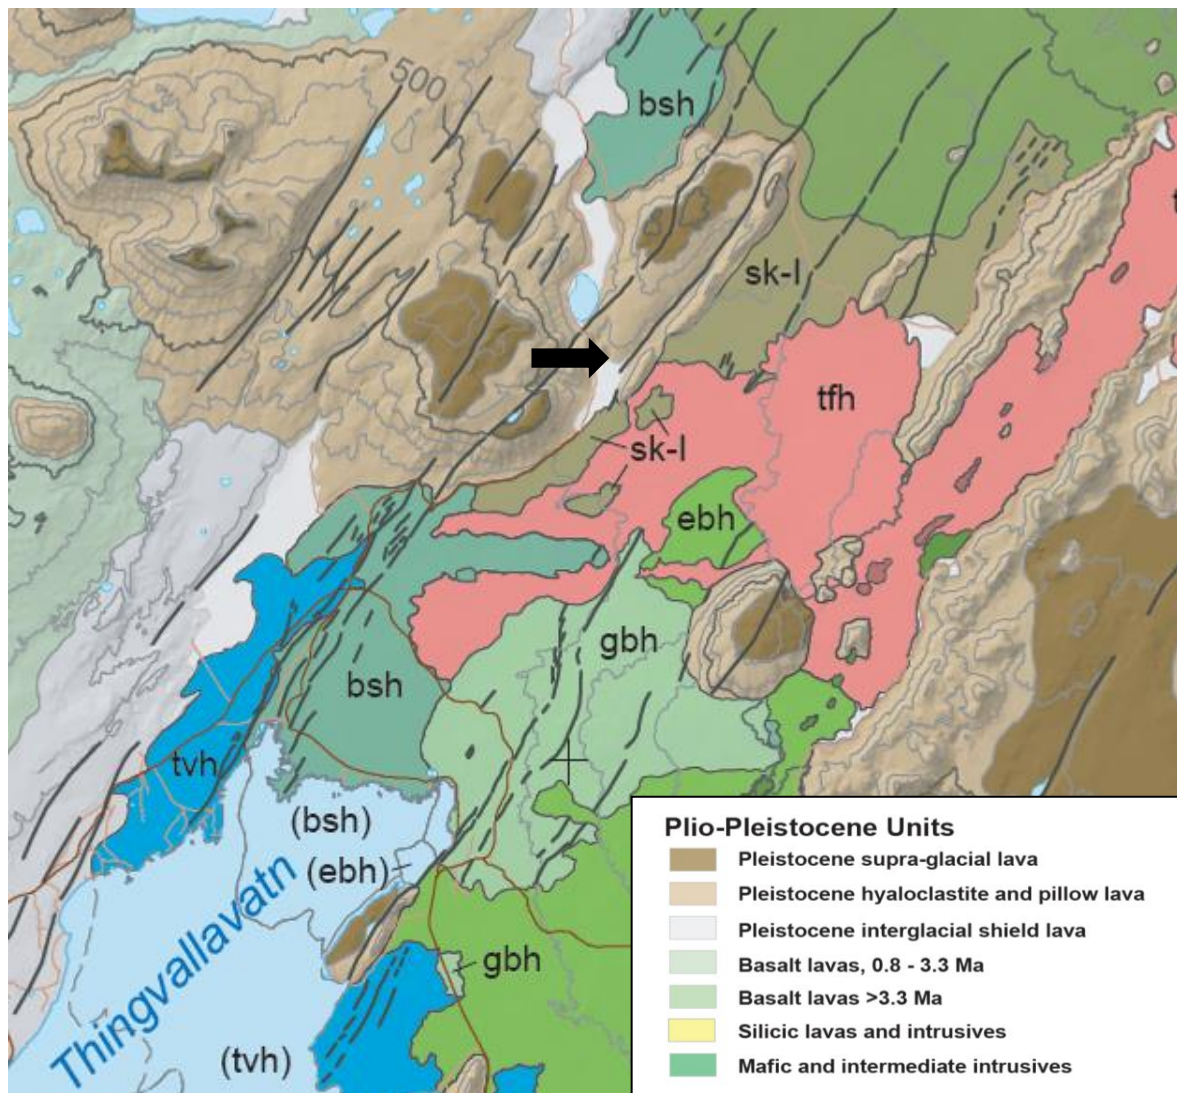 500
bsh
sk-l
tfh
sk-l
ebh
gbh
bsh
tvh
(bsh)
(ebh)
Thingvallavatn
gbh
(tvh)
t
Plio-Pleistocene Units
Pleistocene supra-glacial lava
Pleistocene hyaloclastite and pillow lava
Pleistocene interglacial shield lava
Basalt lavas, 0.8 - 3.3 Ma
Basalt lavas >3.3 Ma
Silicic lavas and intrusives
Mafic and intermediate intrusives